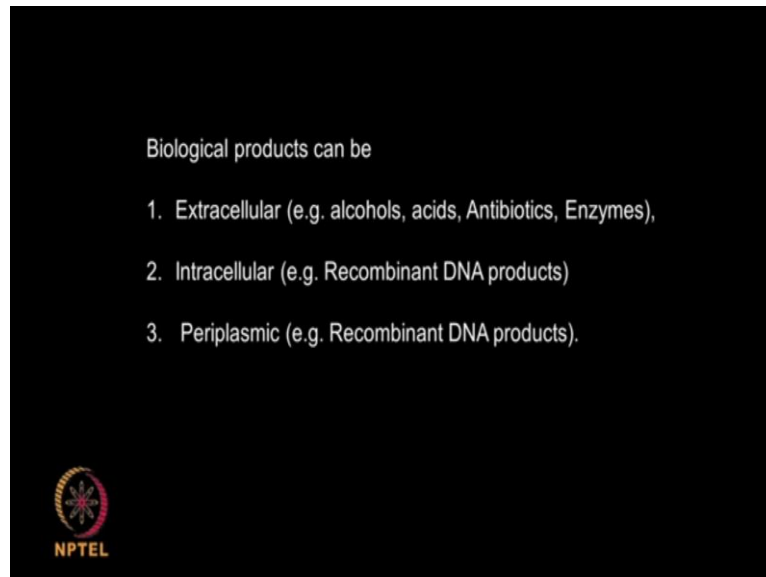 Biological products can be
1. Extracellular (e.g. alcohols, acids, Antibiotics, Enzymes),
2. Intracellular (e.g. Recombinant DNA products)
3. Periplasmic (e.g. Recombinant DNA products).
NPTEL